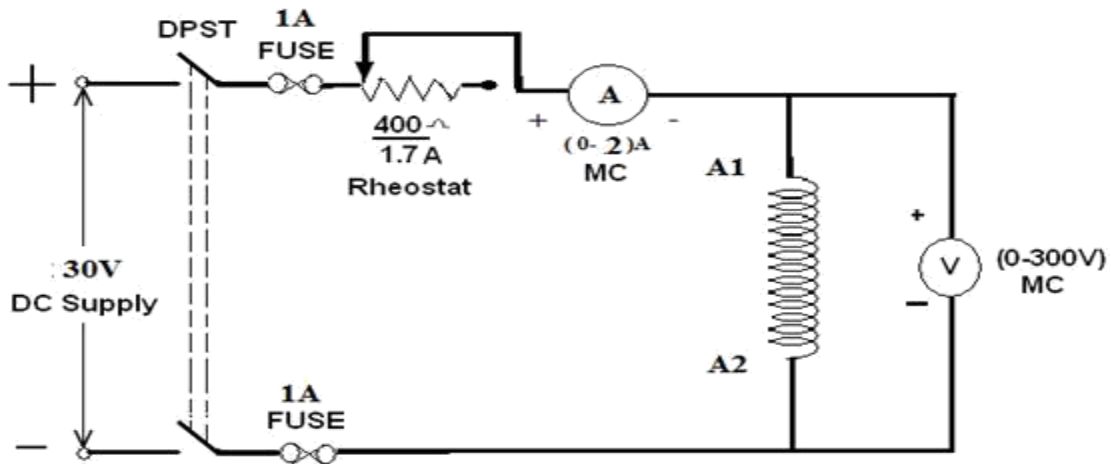 DPST
1A
FUSE
+
400
1.7 A
Rheostat
A
+
-
(0- 2)A
MC
A1
+
V
(0-300V)
MC
-
: 30V
DC Supply
A2
1A
FUSE
-